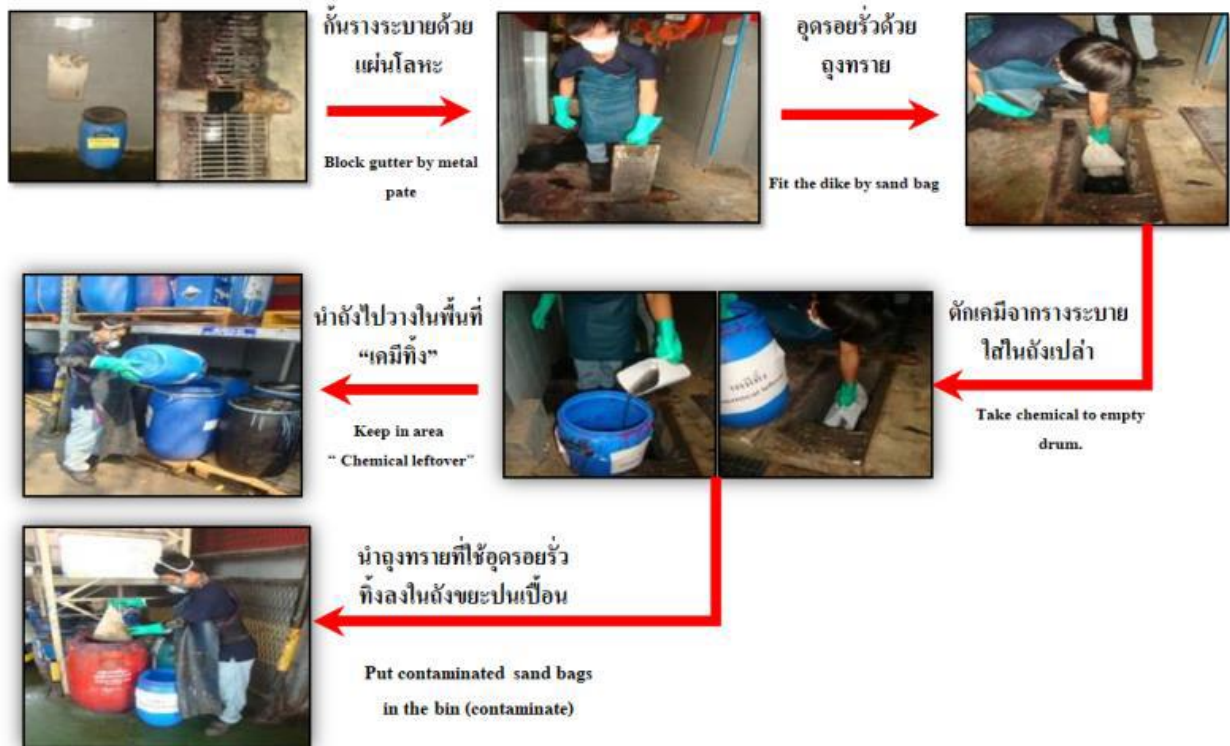 กั้นรางระบายด้วย
แผ่นโลหะ
Block gutter by metal
pate
อุดรอยรั่วด้วย
ถุงทราย
Fit the dike by sand bag
ตักเคมีจากรางระบาย
ใส่ในถังเปล่า
Take chemical to empty
drum.
นำถังไปวางในพื้นที่
“เคมีทิ้ง”
Keep in area
“ Chemical leftover”
นำถุงทรายที่ใช้อุดรอยรั่ว
ทิ้งลงในถังขยะปนเปื้อน
Put contaminated sand bags
in the bin (contaminate)